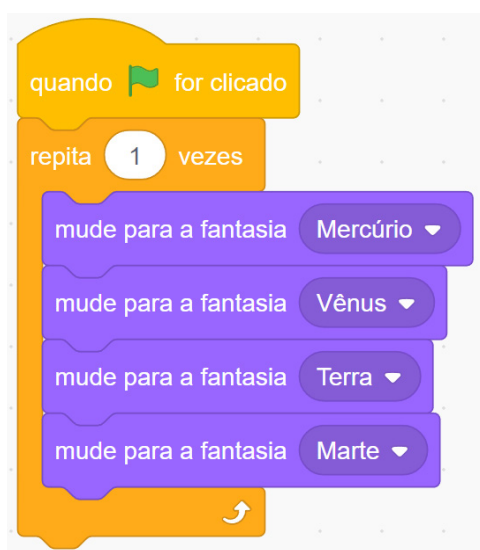 quando for clicado
repita 1 vezes
mude para a fantasia Mercúrio
mude para a fantasia Vênus
mude para a fantasia Terra
mude para a fantasia Marte